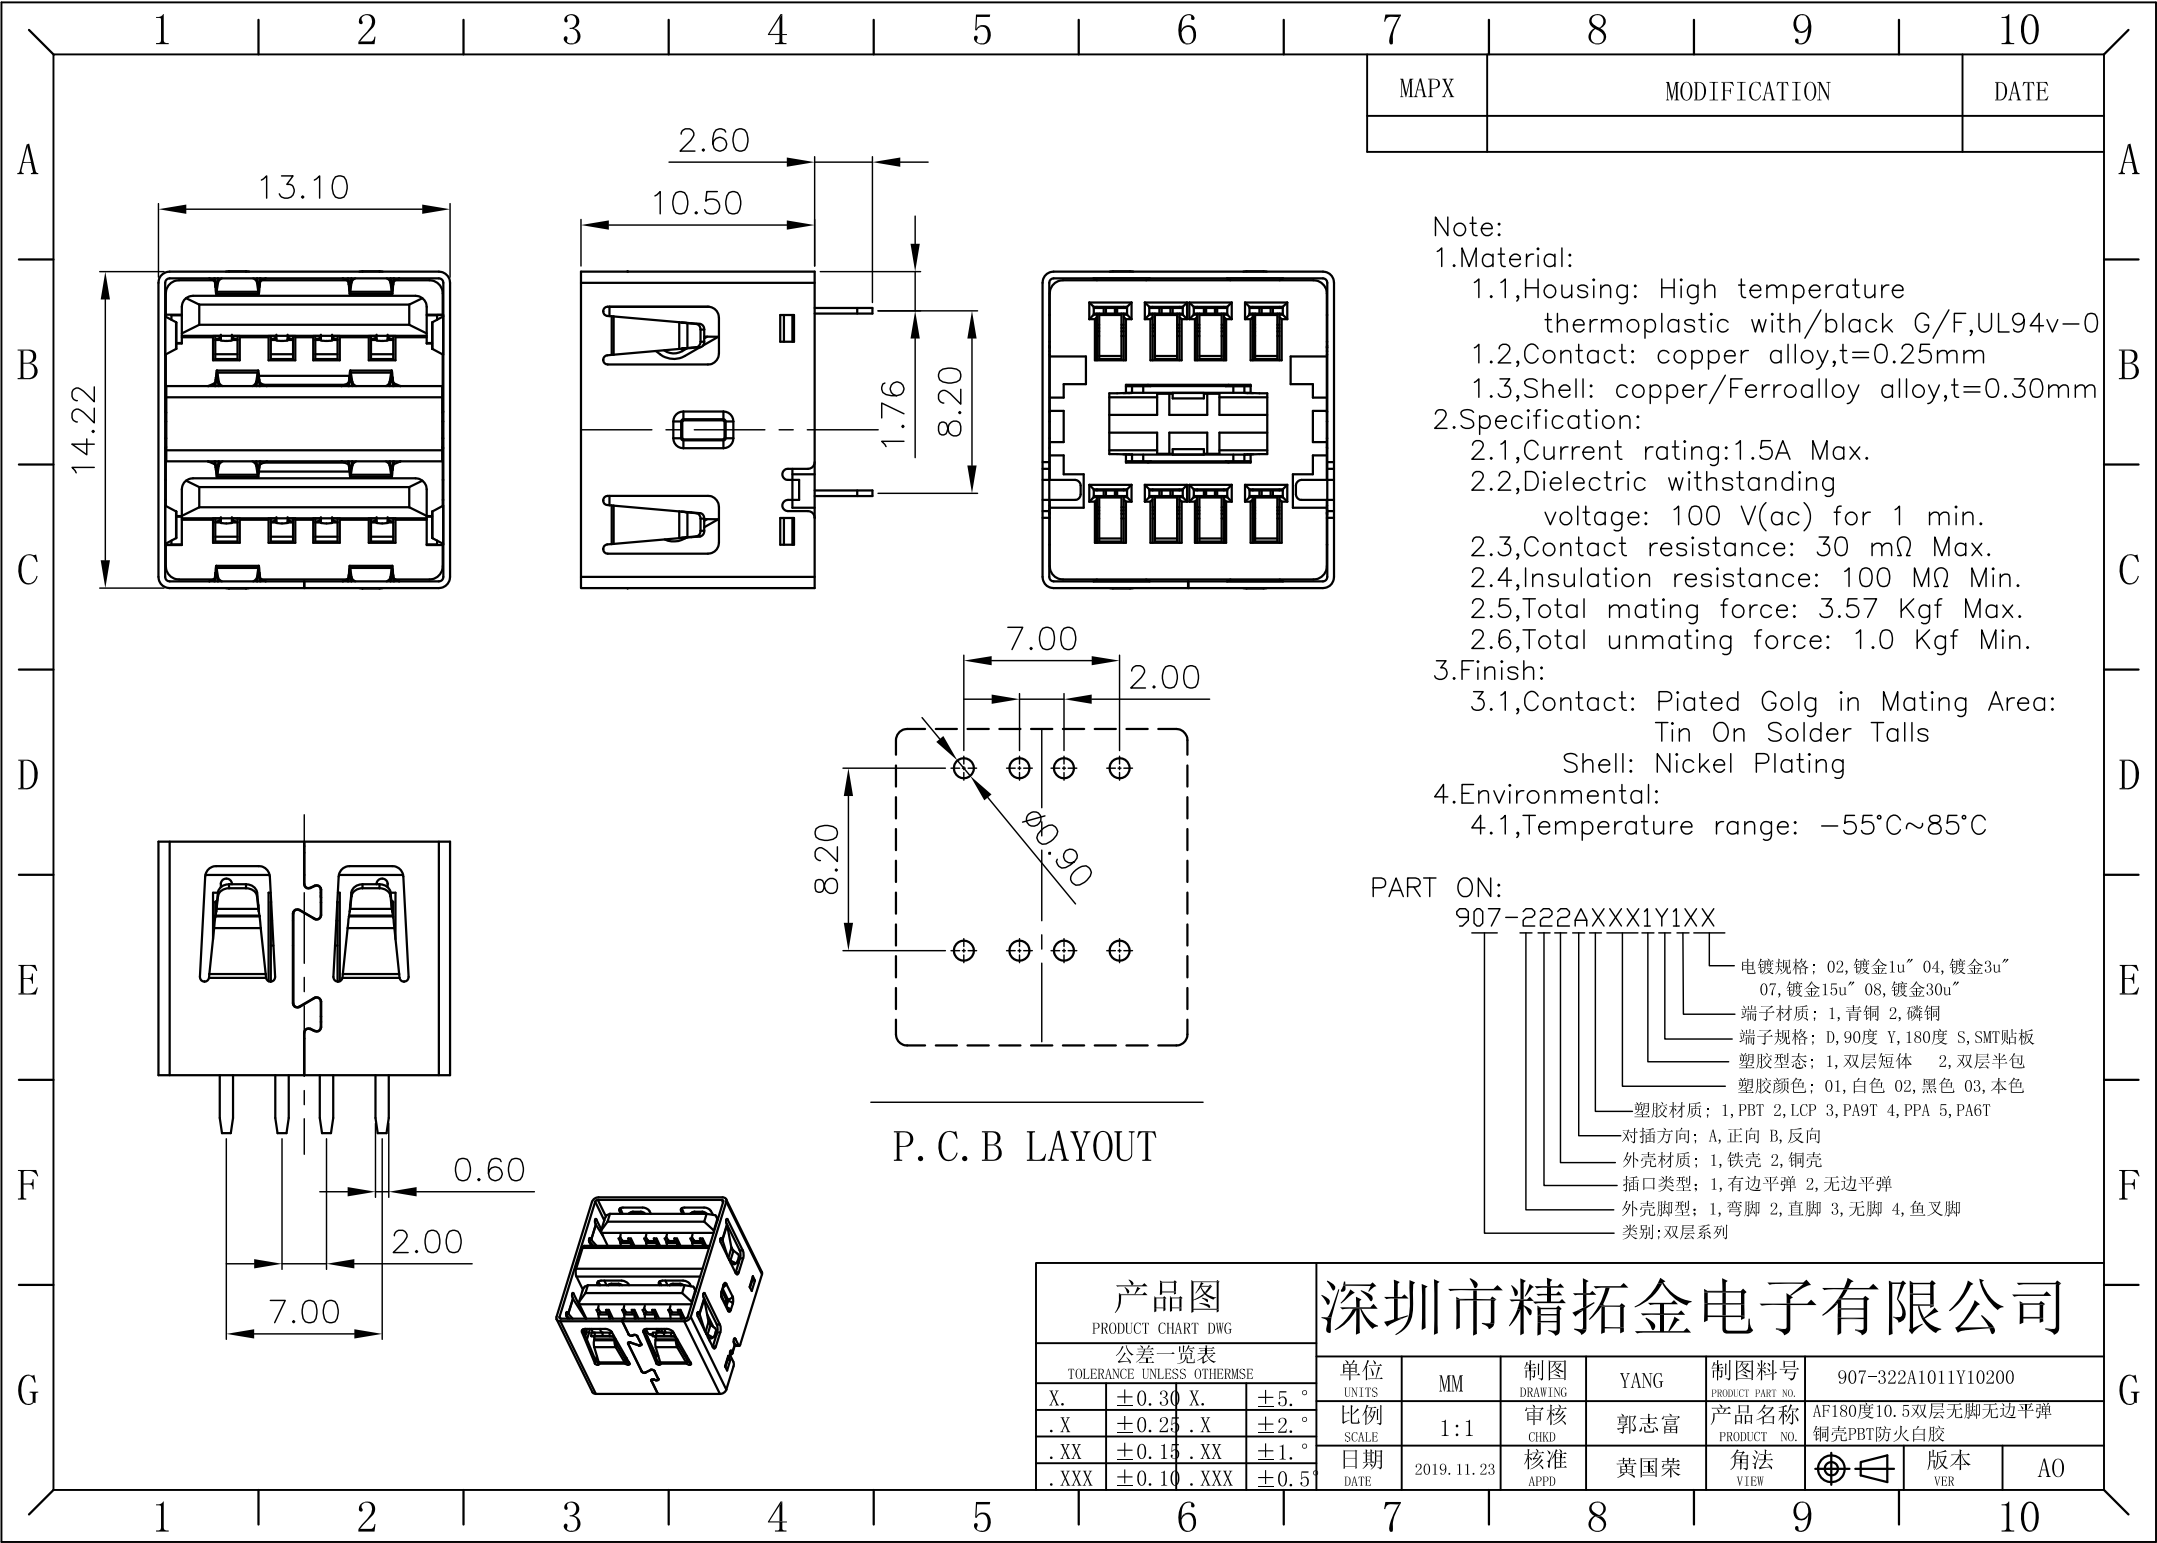 1 2 3 4 5 6 7 8 9 10
A
B
C
D
E
F
G
A
B
C
D
E
F
G
MAPX MODIFICATION DATE
13.10
14.22
2.60
10.50
1.76
8.20
Note:
1.Material:
1.1,Housing: High temperature
thermoplastic with/black G/F,UL94v-0
1.2,Contact: copper alloy,t=0.25mm
1.3,Shell: copper/Ferroalloy alloy,t=0.30mm
2.Specification:
2.1,Current rating:1.5A Max.
2.2,Dielectric withstanding
voltage: 100 V(ac) for 1 min.
2.3,Contact resistance: 30 mΩ Max.
2.4,Insulation resistance: 100 MΩ Min.
2.5,Total mating force: 3.57 Kgf Max.
2.6,Total unmating force: 1.0 Kgf Min.
3.Finish:
3.1,Contact: Piated Golg in Mating Area:
Tin On Solder Talls
Shell: Nickel Plating
4.Environmental:
4.1,Temperature range: -55°C~85°C
7.00
2.00
8.20
ϕ0.90
P.C.B LAYOUT
0.60
2.00
7.00
PART ON:
907-222AXXX1Y1XX
电镀规格; 02,镀金1u" 04,镀金3u"
07,镀金15u" 08,镀金30u"
端子材质; 1,青铜 2,磷铜
端子规格; D,90度 Y,180度 S,SMT贴板
塑胶型态; 1,双层短体 2,双层半包
塑胶颜色; 01,白色 02,黑色 03,本色
塑胶材质; 1,PBT 2,LCP 3,PA9T 4,PPA 5,PA6T
对插方向; A,正向 B,反向
外壳材质; 1,铁壳 2,铜壳
插口类型; 1,有边平弹 2,无边平弹
外壳脚型; 1,弯脚 2,直脚 3,无脚 4,鱼叉脚
类别;双层系列
产品图
PRODUCT CHART DWG
公差一览表
TOLERANCE UNLESS OTHERMSE
X. ±0.30 X. ±5.°
.X ±0.25 .X ±2.°
.XX ±0.15 .XX ±1.°
.XXX ±0.10 .XXX ±0.5°
深圳市精拓金电子有限公司
单位 UNITS MM 制图 DRAWING YANG 制图料号 PRODUCT PART NO. 907-322A1011Y10200
比例 SCALE 1:1 审核 CHKD 郭志富 产品名称 PRODUCT NO. AF180度10.5双层无脚无边平弹
铜壳PBT防火白胶
日期 DATE 2019.11.23 核准 APPD 黄国荣 角法 VIEW 版本 VER AO
1 2 3 4 5 6 7 8 9 10